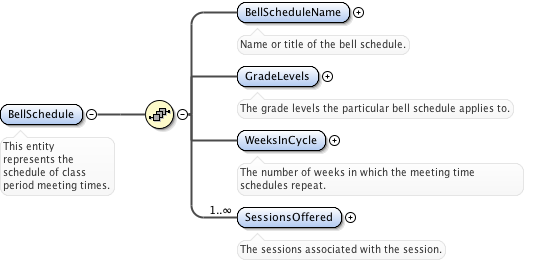 BellScheduleName
Name or title of the bell schedule.
GradeLevels
The grade levels the particular bell schedule applies to.
BellSchedule
This entity
represents the
schedule of class
period meeting times.
WeeksInCycle
The number of weeks in which the meeting time
schedules repeat.
1..∞
SessionsOffered
The sessions associated with the session.